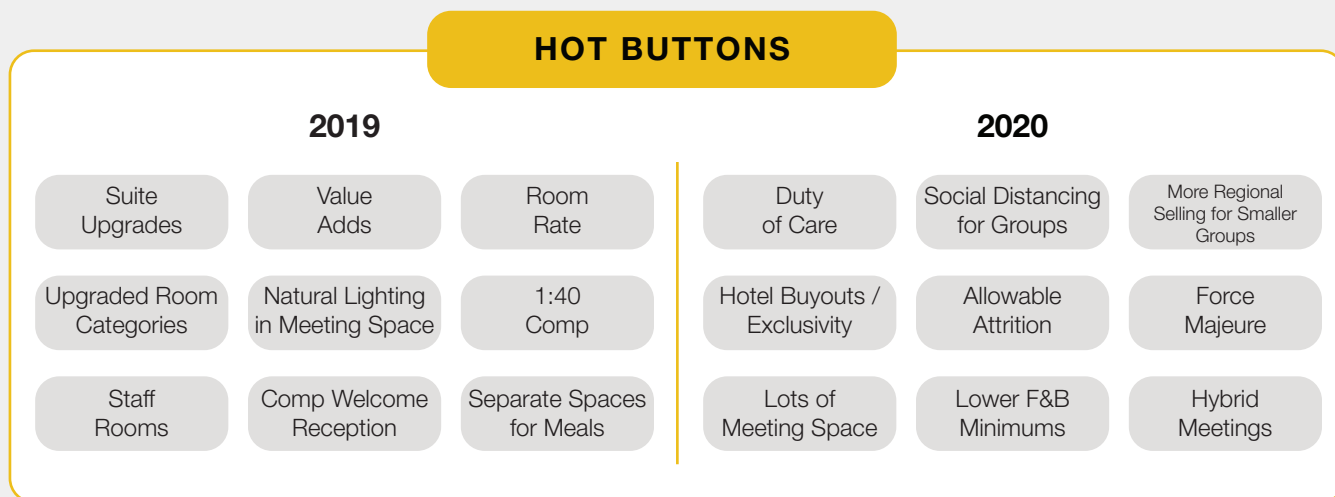 HOT BUTTONS
2019
Suite
Upgrades
Value
Adds
Room
Rate
Upgraded Room
Categories
Natural Lighting
in Meeting Space
1:40
Comp
Staff
Rooms
Comp Welcome
Reception
Separate Spaces
for Meals
2020
Duty
of Care
Social Distancing
for Groups
More Regional
Selling for Smaller
Groups
Hotel Buyouts /
Exclusivity
Allowable
Attrition
Force
Majeure
Lots of
Meeting Space
Lower F&B
Minimums
Hybrid
Meetings